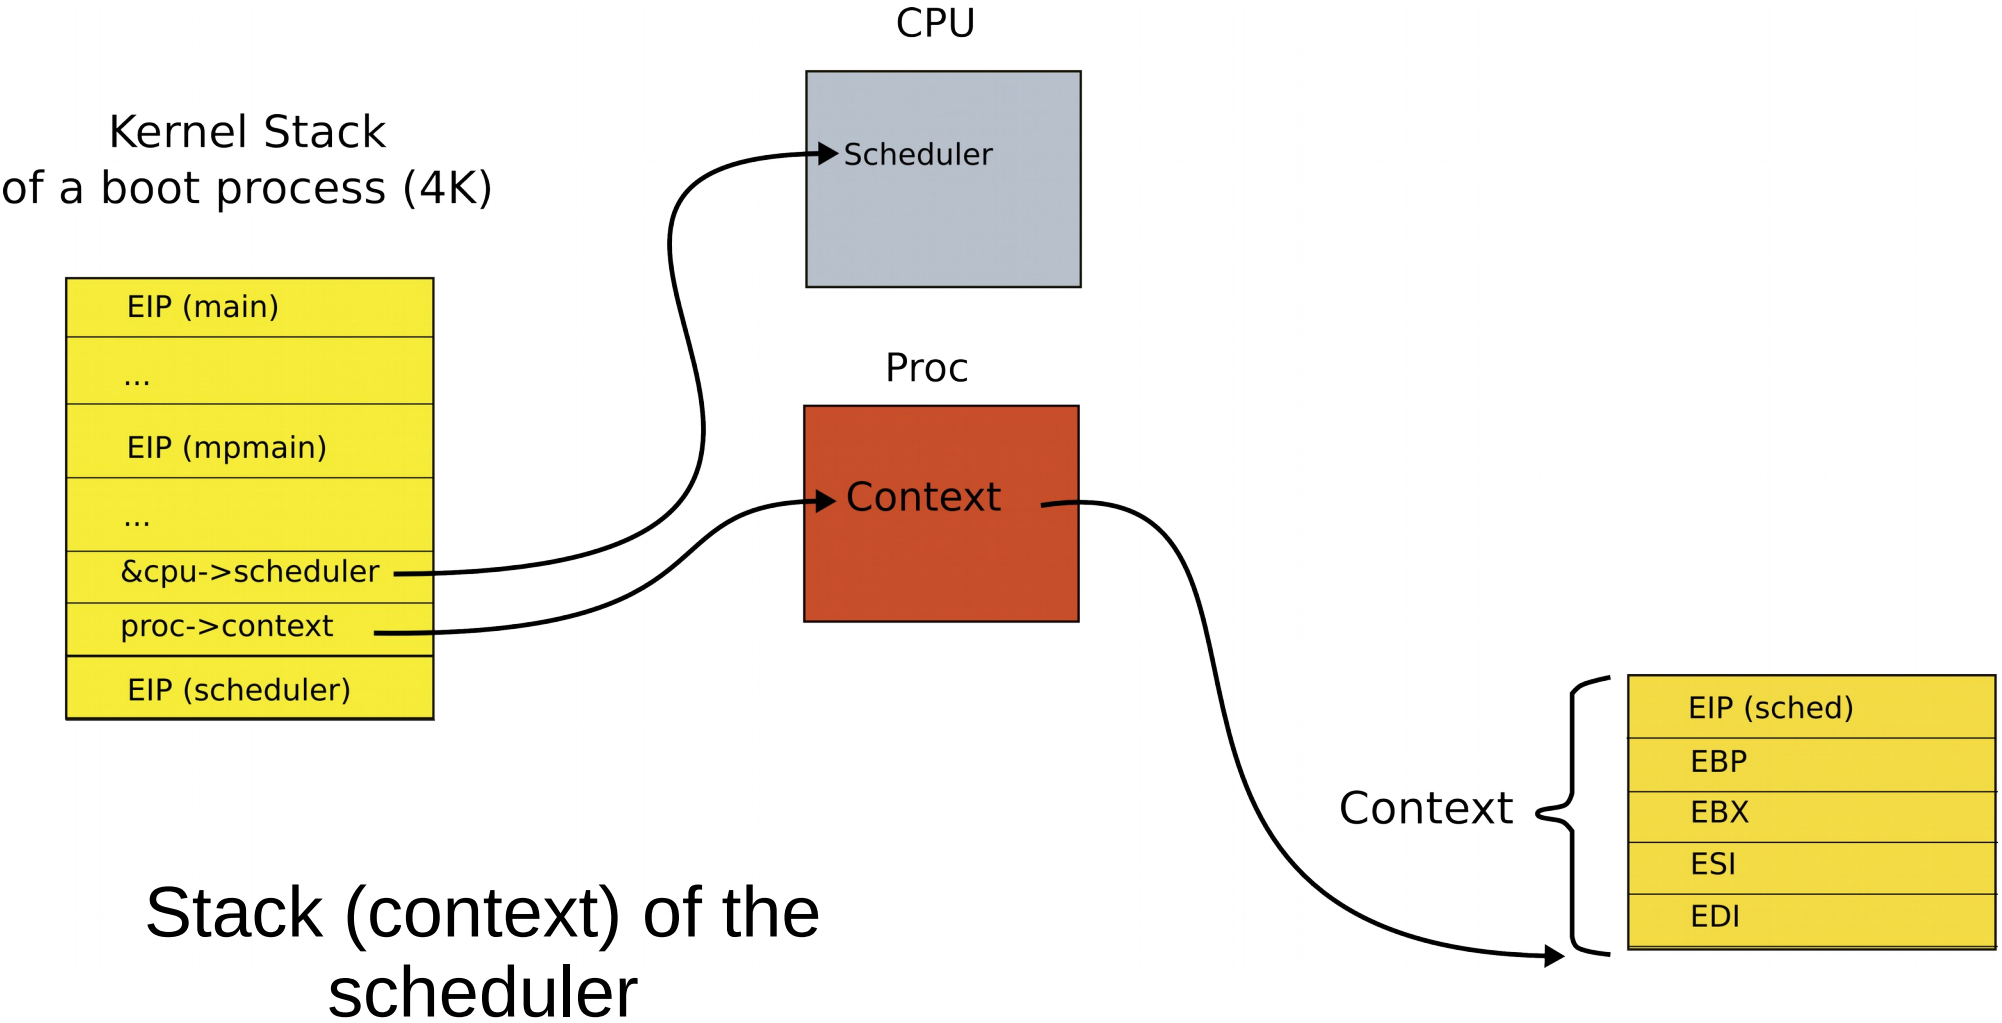 CPU
Scheduler
Kernel Stack
of a boot process (4K)
EIP (main)
...
EIP (mpmain)
...
&cpu->scheduler
proc->context
EIP (scheduler)
Proc
Context
Context
EIP (sched)
EBP
EBX
ESI
EDI
Stack (context) of the
scheduler